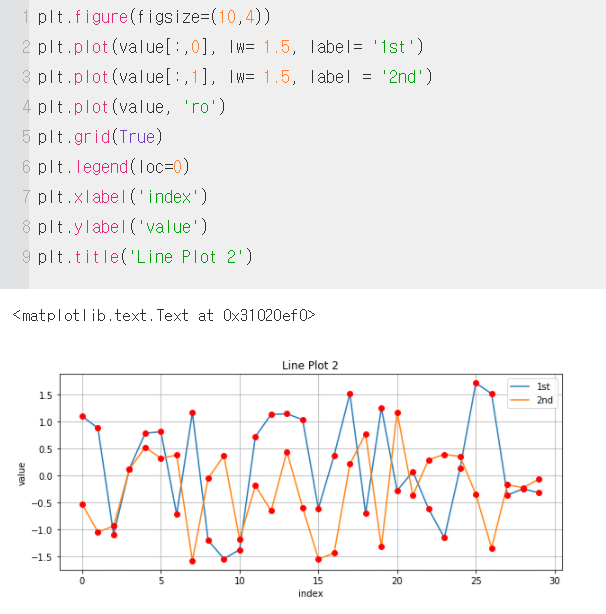 1 plt.figure(figsize=(10,4))
2 plt.plot(value[:,0], lw= 1.5, label= '1st')
3 plt.plot(value[:,1], lw= 1.5, label = '2nd')
4 plt.plot(value, 'ro')
5 plt.grid(True)
6 plt.legend(loc=0)
7 plt.xlabel('index')
8 plt.ylabel('value')
9 plt.title('Line Plot 2')
<matplotlib.text.Text at 0x31020ef0>
Line Plot 2
1st
2nd
1.5
1.0
0.5
0.0
−0.5
−1.0
−1.5
value
0 5 10 15 20 25 30
index